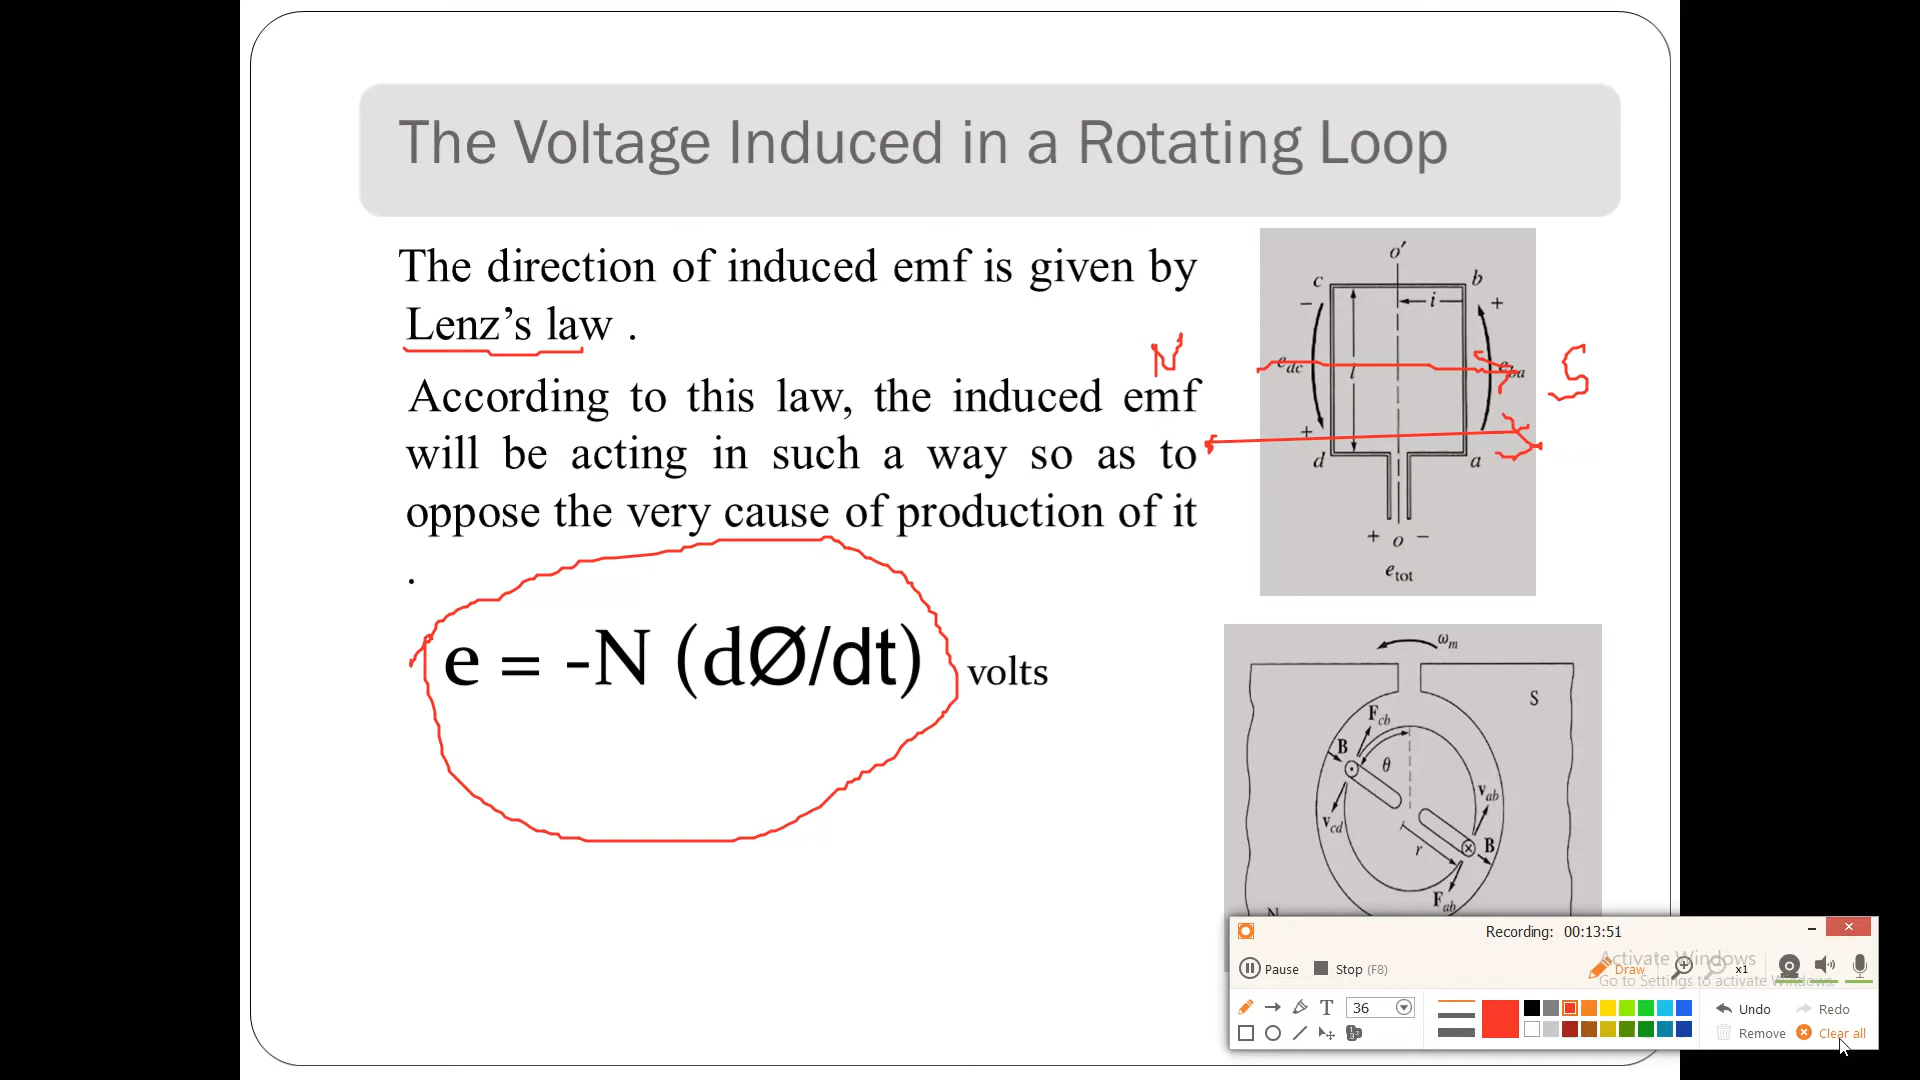 The Voltage Induced in a Rotating Loop
The direction of induced emf is given by
Lenz's law .
According to this law, the induced emf
will be acting in such a way so as to
oppose the very cause of production of it
.
e = -N (dØ/dt) volts
N
S
o′
c
b
i
- +
e_dc
l
+
d
a
+ o -
e_tot
ω_m
S
F_cb
B
θ
v_ab
v_cd
r
B
F_ab
N
Recording: 00:13:51
Activate Windows
Go to Settings to activate Windows.
Pause
Stop (F8)
Draw
x1
T
36
Undo
Redo
Remove
Clear all